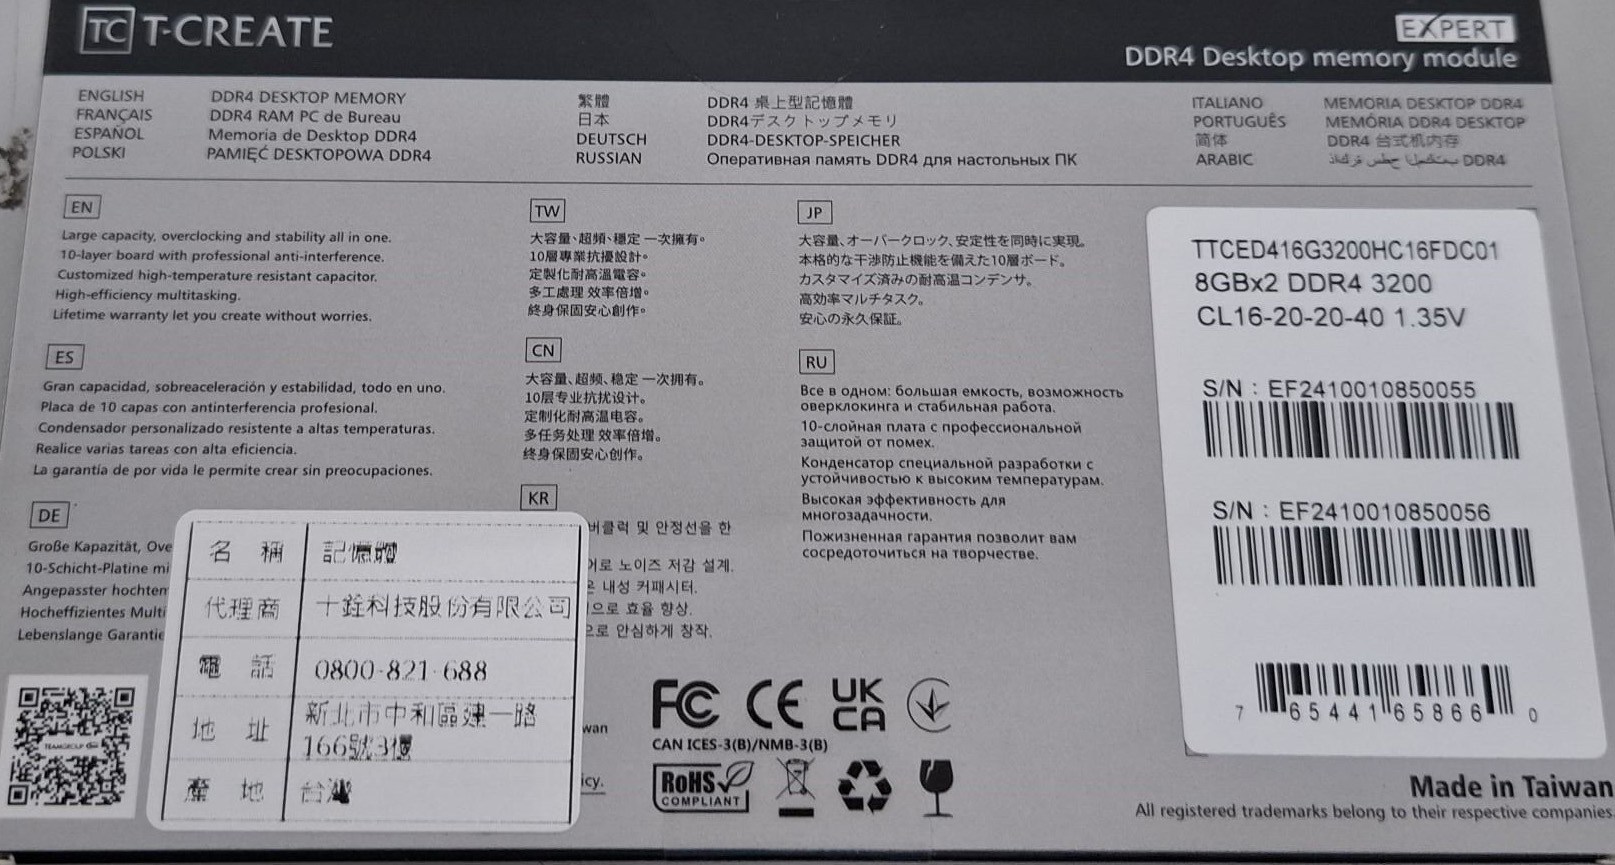 TC T-CREATE
EXPERT
DDR4 Desktop memory module
ENGLISH DDR4 DESKTOP MEMORY
FRANÇAIS DDR4 RAM PC de Bureau
ESPAÑOL Memoria de Desktop DDR4
POLSKI PAMIĘĆ DESKTOPOWA DDR4
繁體 DDR4 桌上型記憶體
日本 DDR4デスクトップメモリ
DEUTSCH DDR4-DESKTOP-SPEICHER
RUSSIAN Оперативная память DDR4 для настольных ПК
ITALIANO MEMORIA DESKTOP DDR4
PORTUGUÊS MEMÓRIA DDR4 DESKTOP
简体 DDR4 台式机内存
ARABIC DDR4
EN
Large capacity, overclocking and stability all in one.
10-layer board with professional anti-interference.
Customized high-temperature resistant capacitor.
High-efficiency multitasking.
Lifetime warranty let you create without worries.
ES
Gran capacidad, sobreaceleración y estabilidad, todo en uno.
Placa de 10 capas con antinterferencia profesional.
Condensador personalizado resistente a altas temperaturas.
Realice varias tareas con alta eficiencia.
La garantía de por vida le permite crear sin preocupaciones.
DE
Große Kapazität, Ove
10-Schicht-Platine mi
Angepasster hochtem
Hocheffizientes Multi
Lebenslange Garantie
TW
大容量、超頻、穩定 一次擁有。
10層專業抗擾設計。
定製化耐高溫電容。
多工處理 效率倍增。
終身保固安心創作。
CN
大容量、超频、稳定 一次拥有。
10层专业抗扰设计。
定制化耐高温电容。
多任务处理 效率倍增。
终身保固安心创作。
KR
버클럭 및 안정선을 한
어로 노이즈 저감 설계.
은 내성 커패시터.
으로 효율 향상.
으로 안심하게 창작.
JP
大容量、オーバークロック、安定性を同時に実現。
本格的な干渉防止機能を備えた10層ボード。
カスタマイズ済みの耐高温コンデンサ。
高効率マルチタスク。
安心の永久保証。
RU
Все в одном: большая емкость, возможность
оверклокинга и стабильная работа.
10-слойная плата с профессиональной
защитой от помех.
Конденсатор специальной разработки с
устойчивостью к высоким температурам.
Высокая эффективность для
многозадачности.
Пожизненная гарантия позволит вам
сосредоточиться на творчестве.
TTCED416G3200HC16FDC01
8GBx2 DDR4 3200
CL16-20-20-40 1.35V
S/N : EF2410010850055
S/N : EF2410010850056
7 65441 65866 0
名稱 記憶體
代理商 十銓科技股份有限公司
電話 0800-821-688
地址 新北市中和區建一路
166號3樓
產地 台灣
TEAMGROUP
wan
icy.
FC CE UK
CA
CAN ICES-3(B)/NMB-3(B)
RoHS
COMPLIANT
Made in Taiwan
All registered trademarks belong to their respective companies.